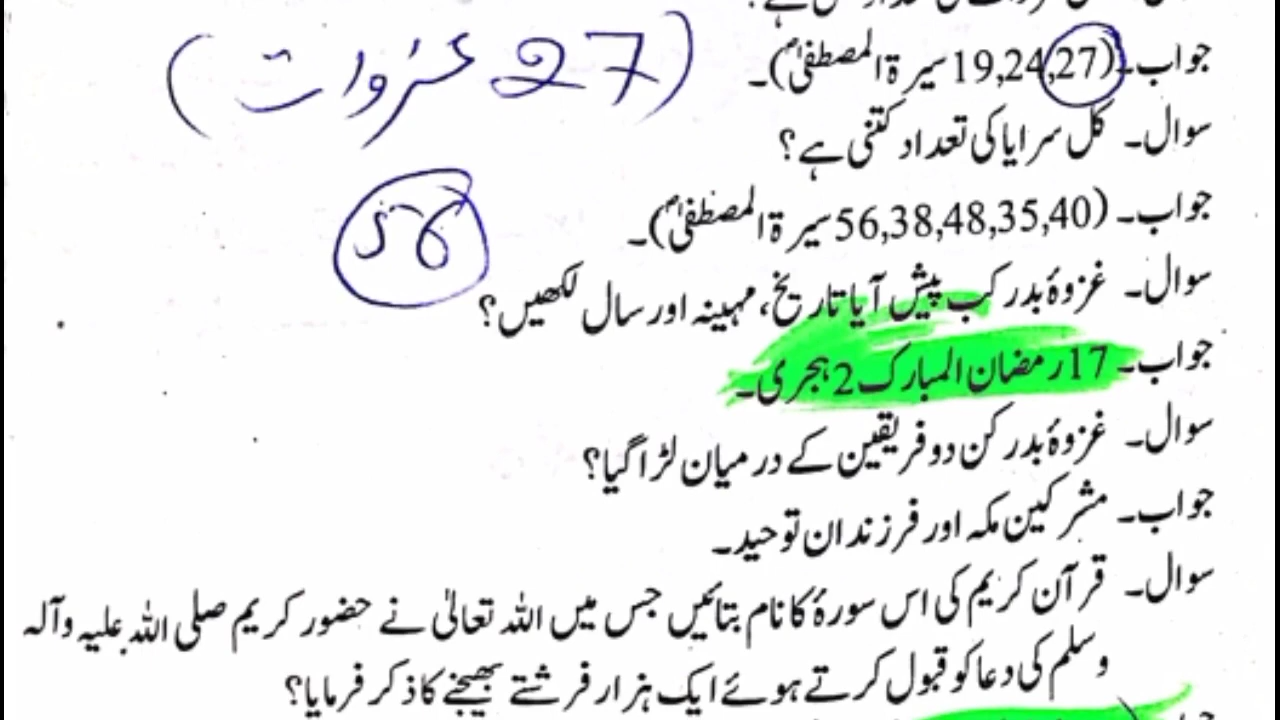 جواب۔ (27,24,19 سیرۃ المصطفیٰؐ)۔
(27 غزوات)
سوال۔ کل سرایا کی تعداد کتنی ہے؟
جواب۔ (40,35,48,38,56 سیرۃ المصطفیٰؐ)۔
56
سوال۔ غزوۂ بدر کب پیش آیا تاریخ، مہینہ اور سال لکھیں؟
جواب۔ 17 رمضان المبارک 2 ہجری۔
سوال۔ غزوۂ بدر کن دو فریقین کے درمیان لڑا گیا؟
جواب۔ مشرکین مکہ اور فرزندان توحید۔
سوال۔ قرآن کریم کی اس سورۂ کا نام بتائیں جس میں اللہ تعالیٰ نے حضور کریم صلی اللہ علیہ وآلہ
وسلم کی دعا کو قبول کرتے ہوئے ایک ہزار فرشتے بھیجنے کا ذکر فرمایا؟